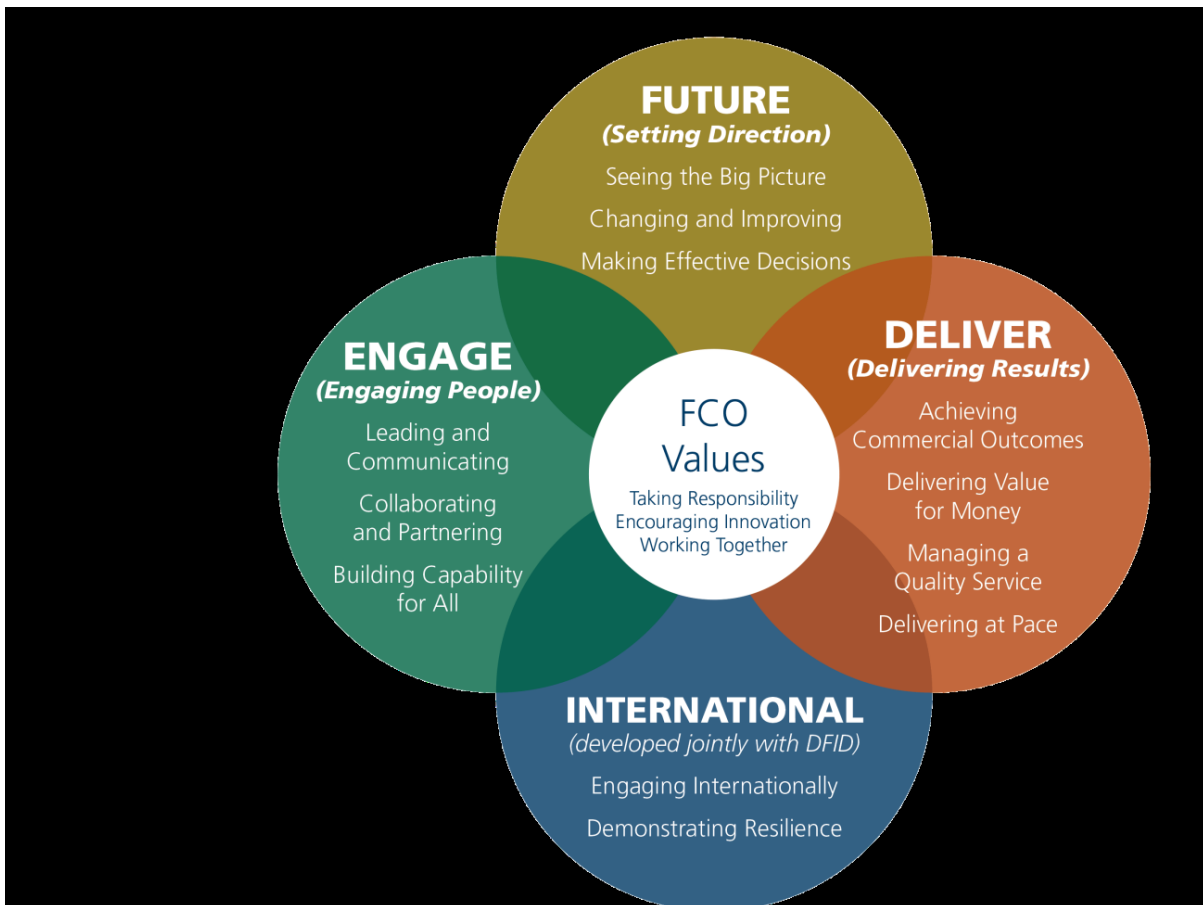 FUTURE
(Setting Direction)
Seeing the Big Picture
Changing and Improving
Making Effective Decisions
ENGAGE
(Engaging People)
Leading and
Communicating
Collaborating
and Partnering
Building Capability
for All
FCO
Values
Taking Responsibility
Encouraging Innovation
Working Together
DELIVER
(Delivering Results)
Achieving
Commercial Outcomes
Delivering Value
for Money
Managing a
Quality Service
Delivering at Pace
INTERNATIONAL
(developed jointly with DFID)
Engaging Internationally
Demonstrating Resilience